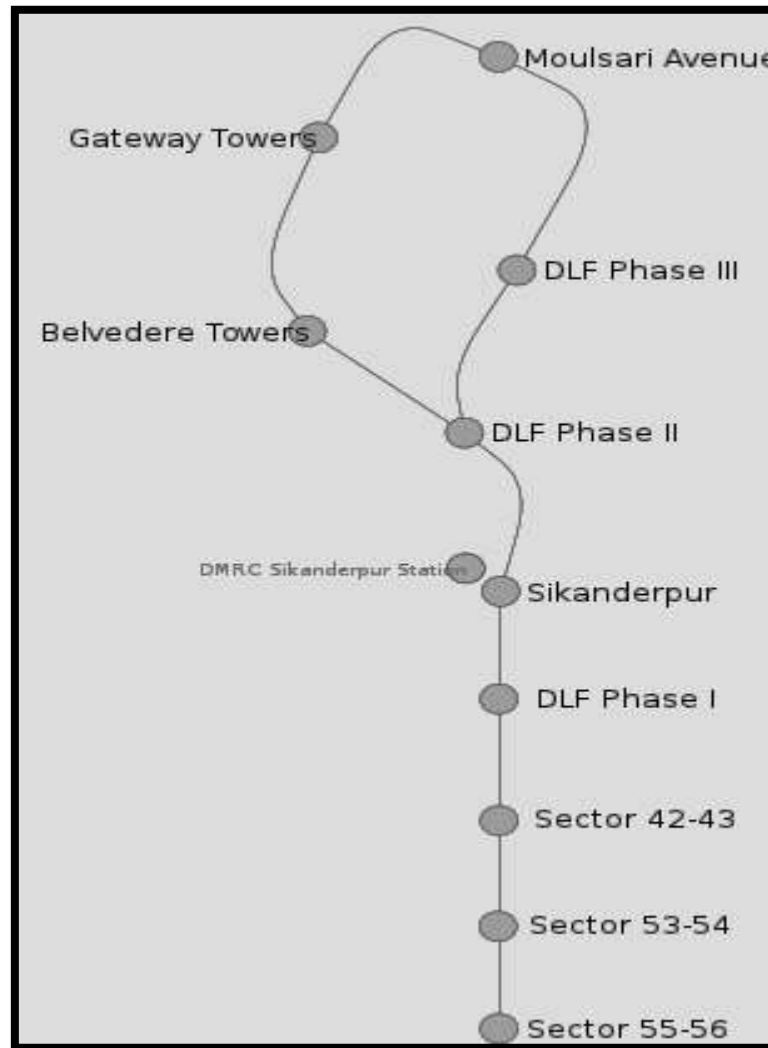 Moulsari Avenue
Gateway Towers
DLF Phase III
Belvedere Towers
DLF Phase II
DMRC Sikanderpur Station
Sikanderpur
DLF Phase I
Sector 42-43
Sector 53-54
Sector 55-56